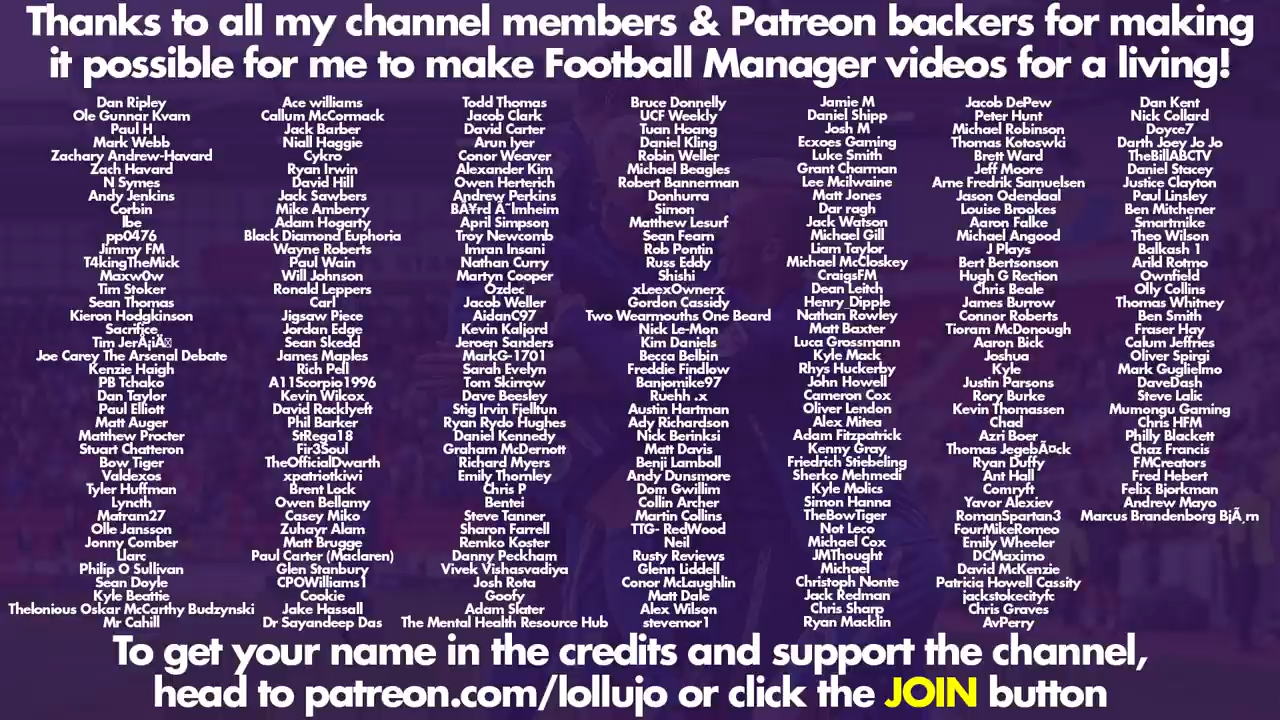 Thanks to all my channel members & Patreon backers for making
it possible for me to make Football Manager videos for a living!
Dan Ripley
Ole Gunnar Kvam
Paul H
Mark Webb
Zachary Andrew-Havard
Zach Havard
N Symes
Andy Jenkins
Corbin
Ibe
pp0476
Jimmy FM
T4kingTheMick
Maxw0w
Tim Stoker
Sean Thomas
Kieron Hodgkinson
Sacrifice
Tim
Joe Carey The Arsenal Debate
Kenzie Haigh
PB Tchako
Dan Taylor
Paul Elliott
Matt Auger
Matthew Procter
Stuart Chatteron
Bow Tiger
Valdexos
Tyler Huffman
Lyncth
Matram27
Olle Jansson
Jonny Comber
Llarc
Philip O Sullivan
Sean Doyle
Kyle Beattie
Thelonious Oskar McCarthy Budzynski
Mr Cahill
Ace williams
Callum McCormack
Jack Barber
Niall Haggie
Cykro
Ryan Irwin
David Hill
Jack Sawbers
Mike Amberry
Adam Hogarty
Black Diamond Euphoria
Wayne Roberts
Paul Wain
Will Johnson
Ronald Leppers
Carl
Jigsaw Piece
Jordan Edge
Sean Skedd
James Maples
Rich Pell
A11Scorpio1996
Kevin Wilcox
David Racklyeft
Phil Barker
StRega18
Fir3Soul
TheOfficialDwarth
xpatriotkiwi
Brent Lock
Owen Bellamy
Casey Miko
Zuhayr Alam
Matt Brugge
Paul Carter (Maclaren)
Glen Stanbury
CPOWilliams1
Cookie
Jake Hassall
Dr Sayandeep Das
Todd Thomas
Jacob Clark
David Carter
Arun Iyer
Conor Weaver
Alexander Kim
Owen Herterich
Andrew Perkins
BÃ¥rd Ã˜lmheim
April Simpson
Troy Newcomb
Imran Insani
Nathan Curry
Martyn Cooper
Ozdec
Jacob Weller
AidanC97
Kevin Kaljord
Jeroen Sanders
MarkG-1701
Sarah Evelyn
Tom Skirrow
Dave Beesley
Stig Irvin Fjelltun
Ryan Rydo Hughes
Daniel Kennedy
Graham McDernott
Richard Myers
Emily Thornley
Chris P
Bentei
Steve Tanner
Sharon Farrell
Remko Koster
Danny Peckham
Vivek Vishasvadiya
Josh Rota
Goofy
Adam Slater
The Mental Health Resource Hub
Bruce Donnelly
UCF Weekly
Tuan Hoang
Daniel Kling
Robin Weller
Michael Beagles
Robert Bannerman
Donhurra
Simon
Matthew Lesurf
Sean Fearn
Rob Pontin
Russ Eddy
Shishi
xLeexOwnerx
Gordon Cassidy
Two Wearmouths One Beard
Nick Le-Mon
Kim Daniels
Becca Belbin
Freddie Findlow
Banjomike97
Ruehh .x
Austin Hartman
Ady Richardson
Nick Berinksi
Matt Davis
Benji Lamboll
Andy Dunsmore
Dom Gwillim
Collin Archer
Martin Collins
TTG- RedWood
Neil
Rusty Reviews
Glenn Liddell
Conor McLaughlin
Matt Dale
Alex Wilson
stevemor1
Jamie M
Daniel Shipp
Josh M
Ecxoes Gaming
Luke Smith
Grant Charman
Lee Mcilwaine
Matt Jones
Dar ragh
Jack Watson
Michael Gill
Liam Taylor
Michael McCloskey
CraigsFM
Dean Leitch
Henry Dipple
Nathan Rowley
Matt Baxter
Luca Grossmann
Kyle Mack
Rhys Huckerby
John Howell
Cameron Cox
Oliver Lendon
Alex Mitea
Adam Fitzpatrick
Kenny Gray
Friedrich Stiebeling
Sherko Mehmedi
Kyle Molics
Simon Hanna
TheBowTiger
Not Leco
Michael Cox
JMThought
Michael
Christoph Nonte
Jack Redman
Chris Sharp
Ryan Macklin
Jacob DePew
Peter Hunt
Michael Robinson
Thomas Kotoswki
Brett Ward
Jeff Moore
Arne Fredrik Samuelsen
Jason Odendaal
Louise Brookes
Aaron Falke
Michael Angood
J Plays
Bert Bertsonson
Hugh G Rection
Chris Beale
James Burrow
Connor Roberts
Tioram McDonough
Aaron Bick
Joshua
Kyle
Justin Parsons
Rory Burke
Kevin Thomassen
Chad
Azri Boer
Thomas JegebÃ¤ck
Ryan Duffy
Ant Hall
Comryft
Yavor Alexiev
RomanSpartan3
FourMikeRomeo
Emily Wheeler
DCMaximo
David McKenzie
Patricia Howell Cassity
jackstokecityfc
Chris Graves
AvPerry
Dan Kent
Nick Collard
Doyce7
Darth Joey Jo Jo
TheBillABCTV
Daniel Stacey
Justice Clayton
Paul Linsley
Ben Mitchener
Smartmike
Theo Wilson
Balkash 1
Arild Rotmo
Ownfield
Olly Collins
Thomas Whitney
Ben Smith
Fraser Hay
Calum Jeffries
Oliver Spirgi
Mark Guglielmo
DaveDash
Steve Lalic
Mumongu Gaming
Chris HFM
Philly Blackett
Chaz Francis
FMCreators
Fred Hebert
Felix Bjorkman
Andrew Mayo
Marcus Brandenborg BjÃ¸rn
To get your name in the credits and support the channel,
head to patreon.com/lollujo or click the JOIN button